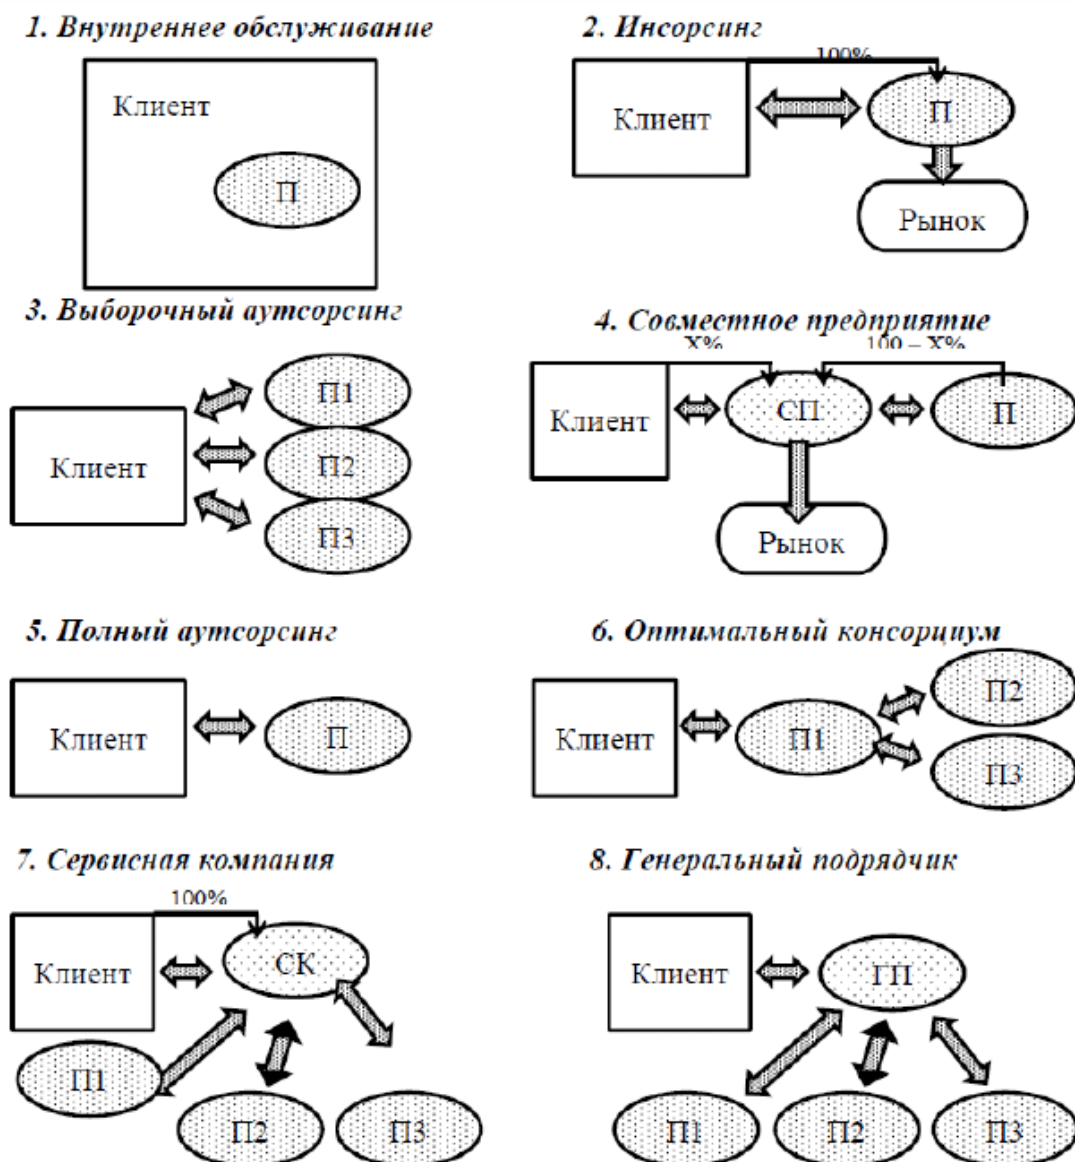 1. Внутреннее обслуживание
Клиент
П
2. Инсорсинг
100%
Клиент
П
Рынок
3. Выборочный аутсорсинг
Клиент
П1
П2
П3
4. Совместное предприятие
X%
100 – X%
Клиент
СП
П
Рынок
5. Полный аутсорсинг
Клиент
П
6. Оптимальный консорциум
Клиент
П1
П2
П3
7. Сервисная компания
100%
Клиент
СК
П1
П2
П3
8. Генеральный подрядчик
Клиент
ГП
П1
П2
П3